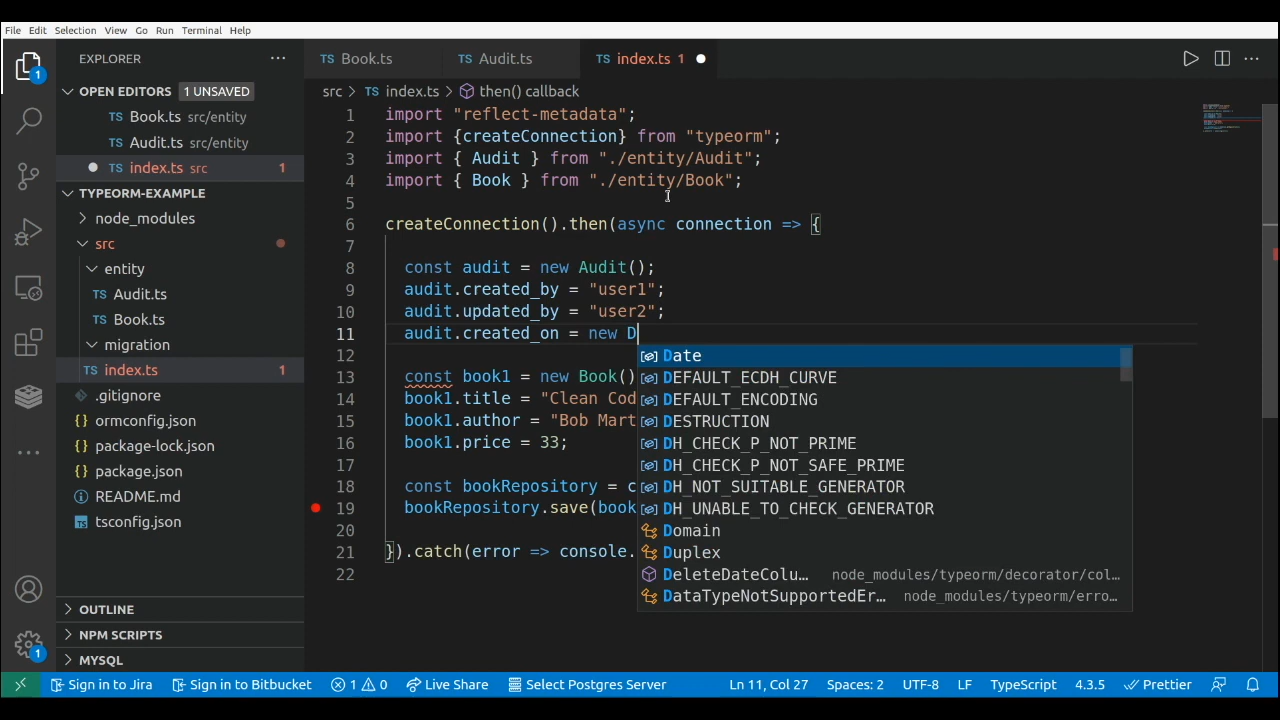 File Edit Selection View Go Run Terminal Help
EXPLORER
OPEN EDITORS 1 UNSAVED
TS Book.ts src/entity
TS Audit.ts src/entity
TS index.ts src 1
TYPEORM-EXAMPLE
node_modules
src
entity
TS Audit.ts
TS Book.ts
migration
TS index.ts 1
.gitignore
ormconfig.json
package-lock.json
package.json
README.md
tsconfig.json
OUTLINE
NPM SCRIPTS
MYSQL
1
1
TS Book.ts TS Audit.ts TS index.ts 1
src > TS index.ts > then() callback
1 import "reflect-metadata";
2 import {createConnection} from "typeorm";
3 import { Audit } from "./entity/Audit";
4 import { Book } from "./entity/Book";
5
6 createConnection().then(async connection => {
7
8 const audit = new Audit();
9 audit.created_by = "user1";
10 audit.updated_by = "user2";
11 audit.created_on = new D
12
13 const book1 = new Book()
14 book1.title = "Clean Cod
15 book1.author = "Bob Mart
16 book1.price = 33;
17
18 const bookRepository = c
19 bookRepository.save(book
20
21 }).catch(error => console.
22
Date
DEFAULT_ECDH_CURVE
DEFAULT_ENCODING
DESTRUCTION
DH_CHECK_P_NOT_PRIME
DH_CHECK_P_NOT_SAFE_PRIME
DH_NOT_SUITABLE_GENERATOR
DH_UNABLE_TO_CHECK_GENERATOR
Domain
Duplex
DeleteDateColu… node_modules/typeorm/decorator/col…
DataTypeNotSupportedEr… node_modules/typeorm/erro…
Sign in to Jira Sign in to Bitbucket 1 0 Live Share Select Postgres Server Ln 11, Col 27 Spaces: 2 UTF-8 LF TypeScript 4.3.5 Prettier